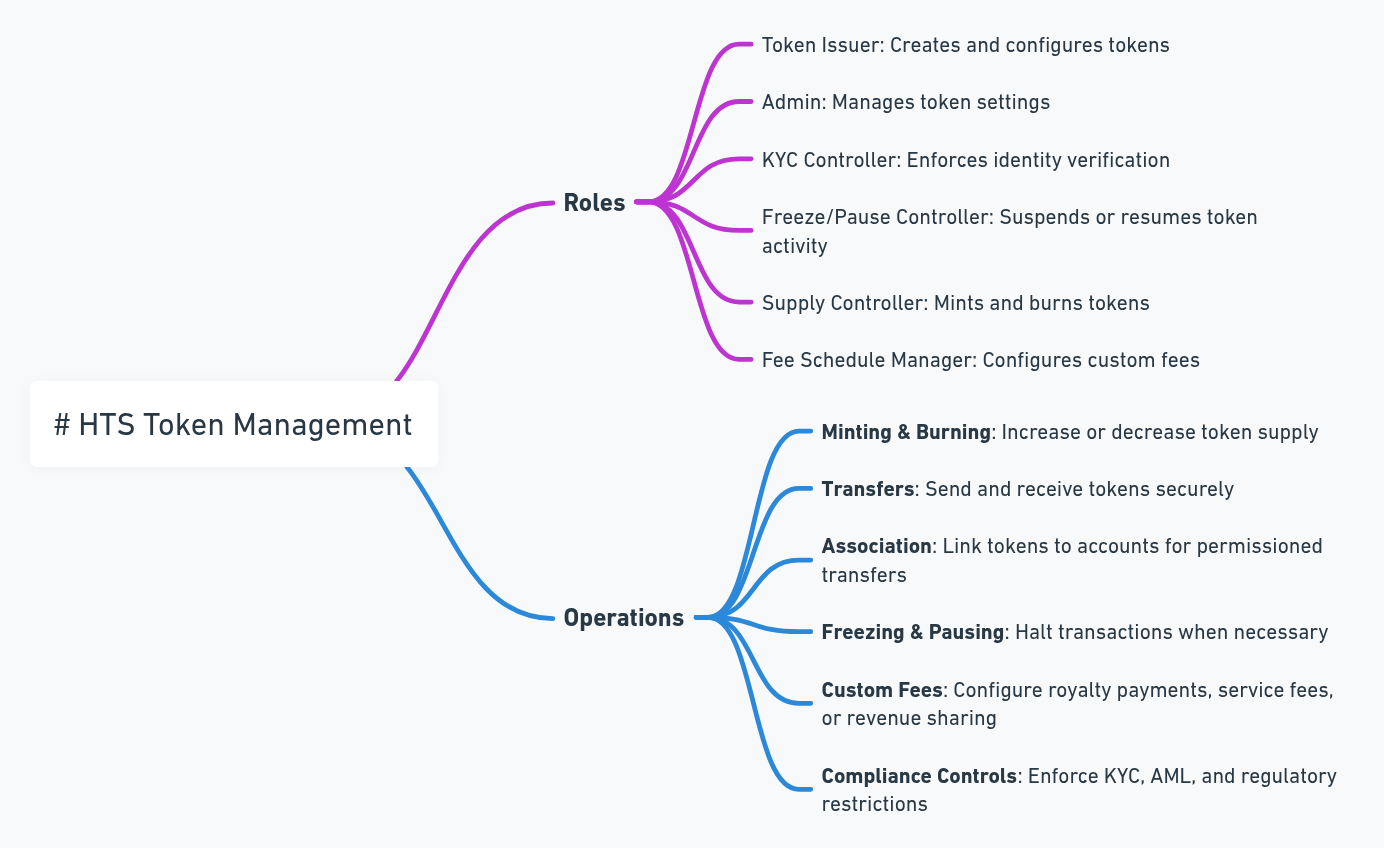 # HTS Token Management
Roles
Token Issuer: Creates and configures tokens
Admin: Manages token settings
KYC Controller: Enforces identity verification
Freeze/Pause Controller: Suspends or resumes token
activity
Supply Controller: Mints and burns tokens
Fee Schedule Manager: Configures custom fees
Operations
Minting & Burning: Increase or decrease token supply
Transfers: Send and receive tokens securely
Association: Link tokens to accounts for permissioned
transfers
Freezing & Pausing: Halt transactions when necessary
Custom Fees: Configure royalty payments, service fees,
or revenue sharing
Compliance Controls: Enforce KYC, AML, and regulatory
restrictions